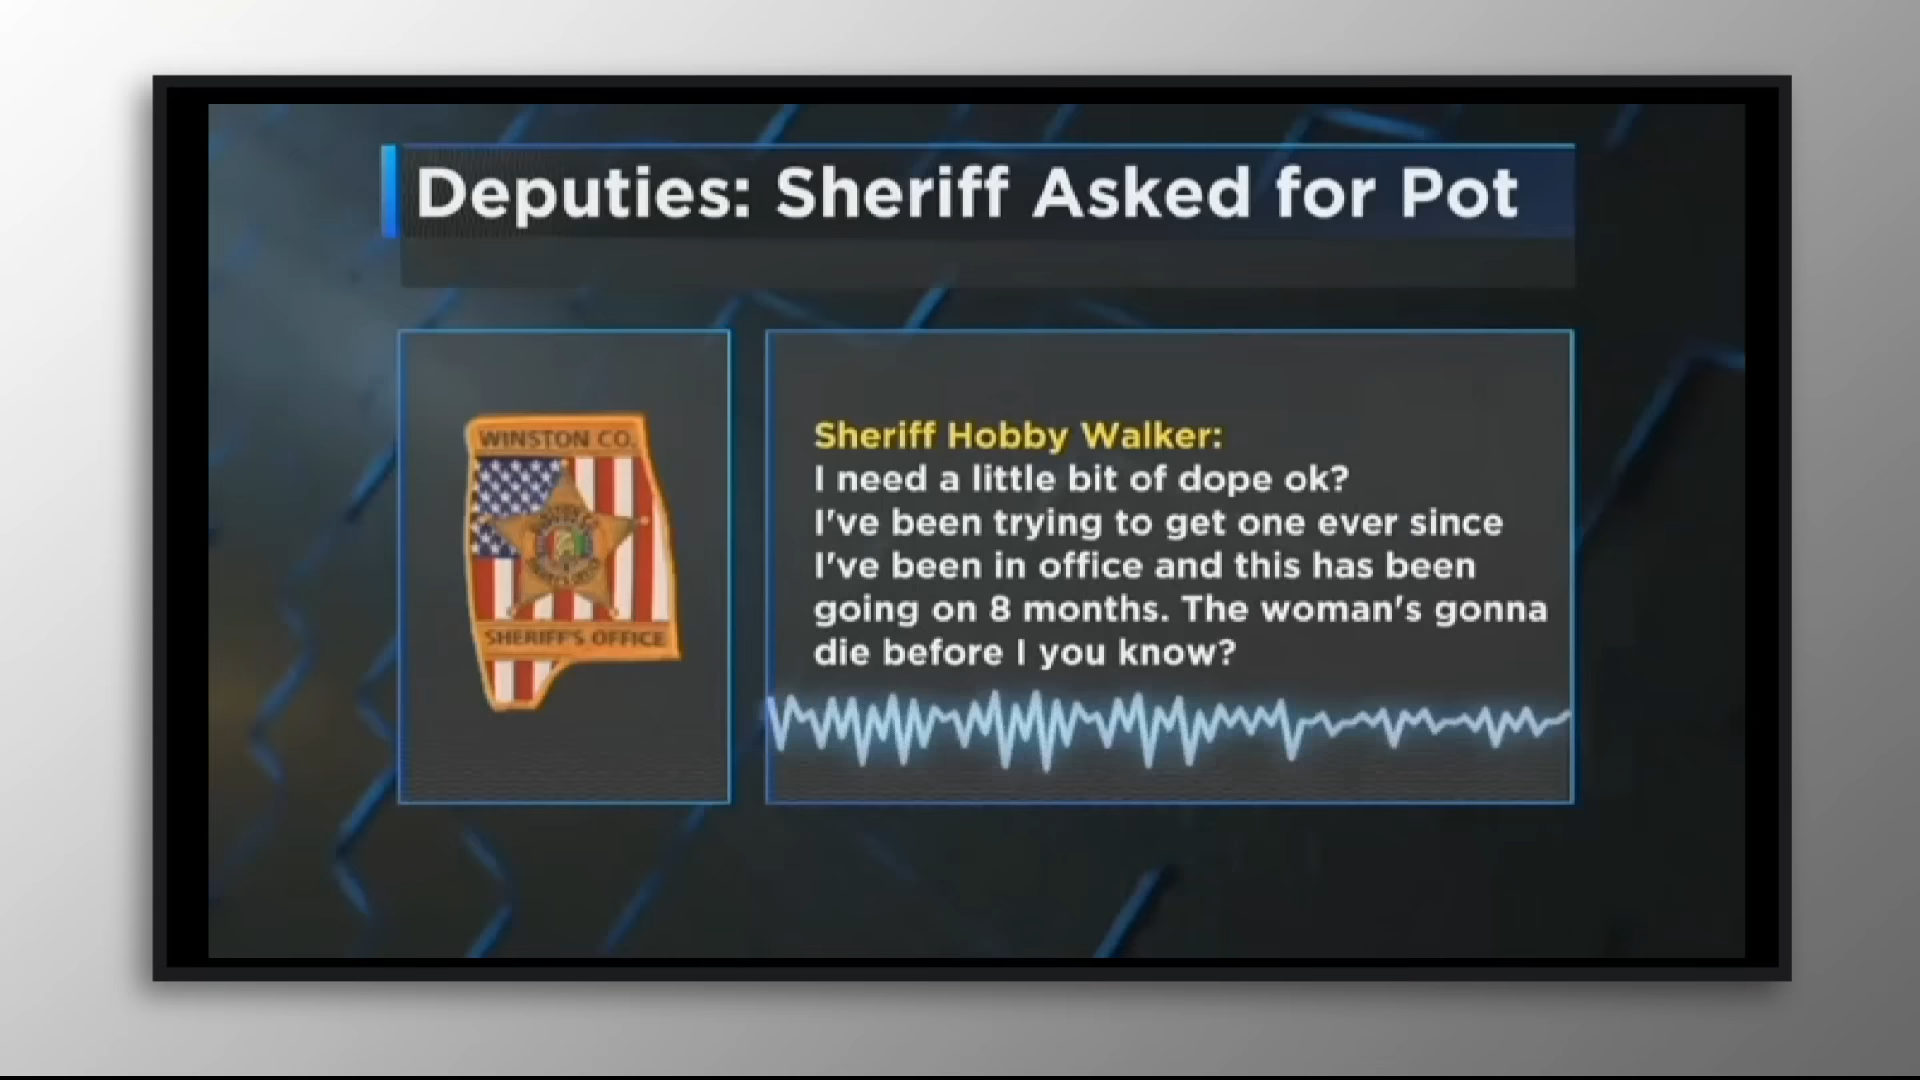 Deputies: Sheriff Asked for Pot
WINSTON CO.
SHERIFF'S OFFICE
Sheriff Hobby Walker:
I need a little bit of dope ok?
I've been trying to get one ever since
I've been in office and this has been
going on 8 months. The woman's gonna
die before I you know?